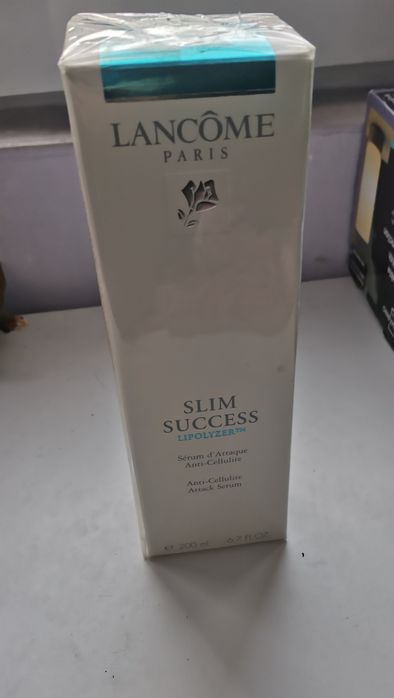 LANCÔME
PARIS
SLIM
SUCCESS
LIPOLYZER™
Sérum d'Attaque
Anti-Cellulite
Anti-Cellulite
Attack Serum
℮ 200 mL 6.7 FL.OZ.